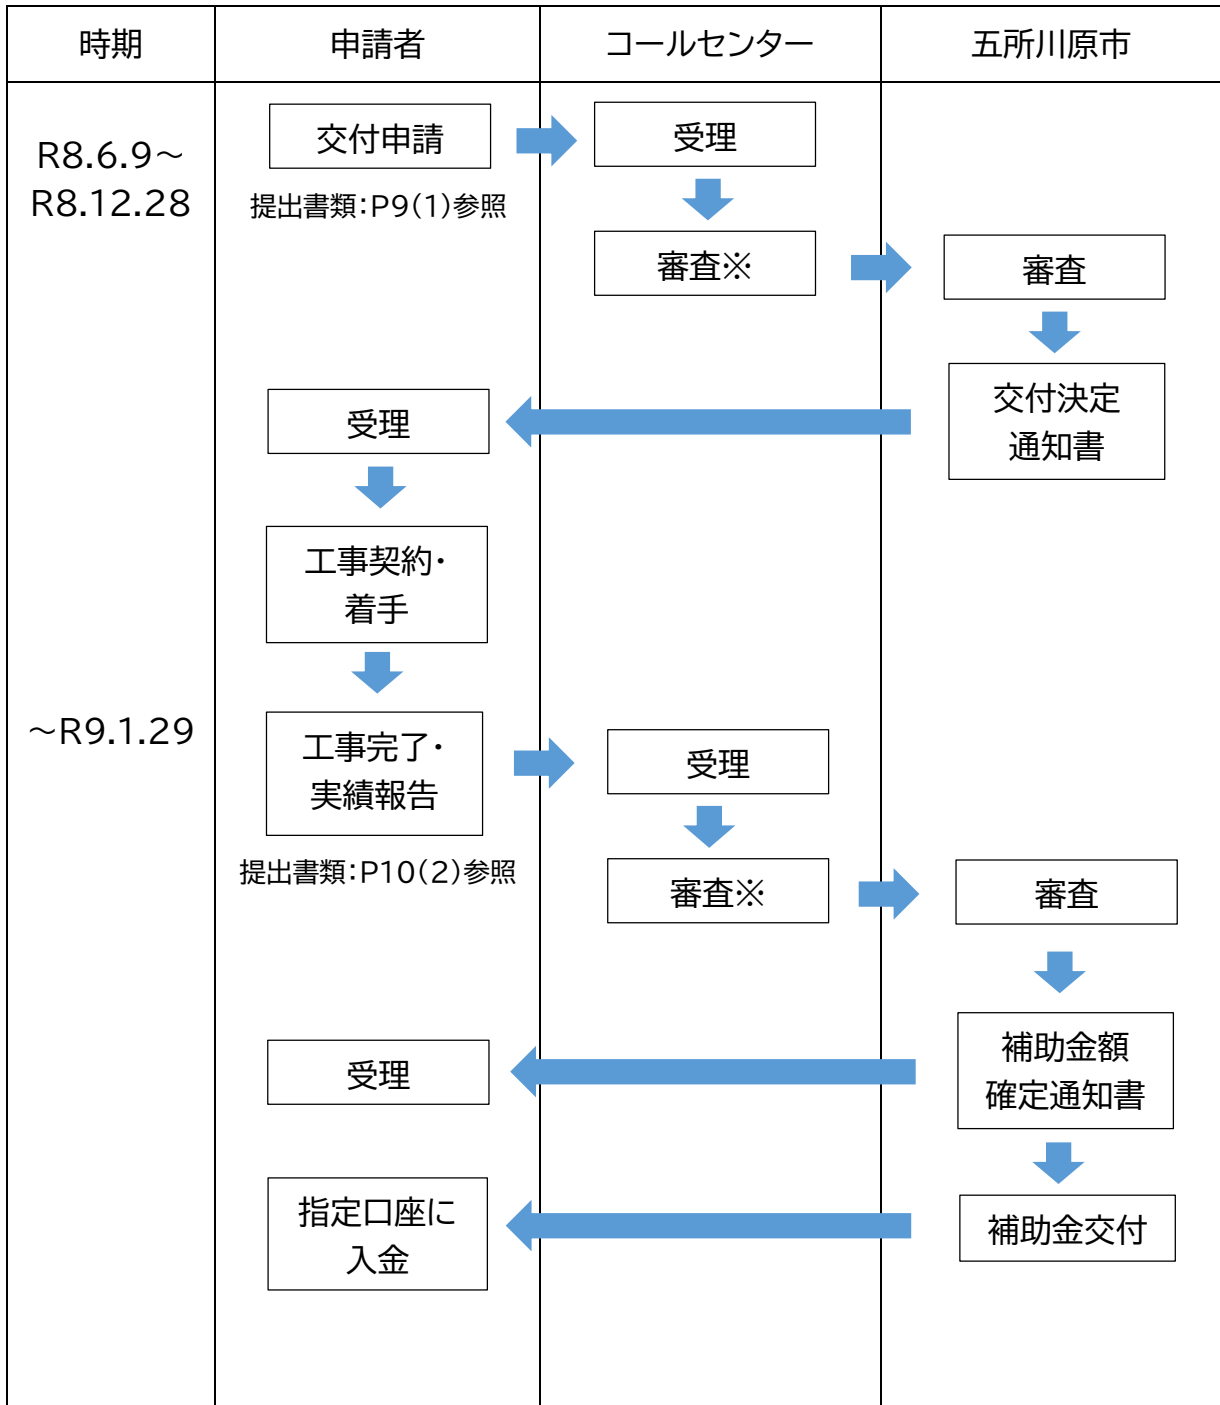 時期
申請者
コールセンター
五所川原市
R8.6.9～
R8.12.28
交付申請
受理
提出書類：P9(1)参照
審査※
審査
交付決定
通知書
受理
工事契約・
着手
～R9.1.29
工事完了・
実績報告
受理
提出書類：P10(2)参照
審査※
審査
補助金額
確定通知書
受理
指定口座に
入金
補助金交付